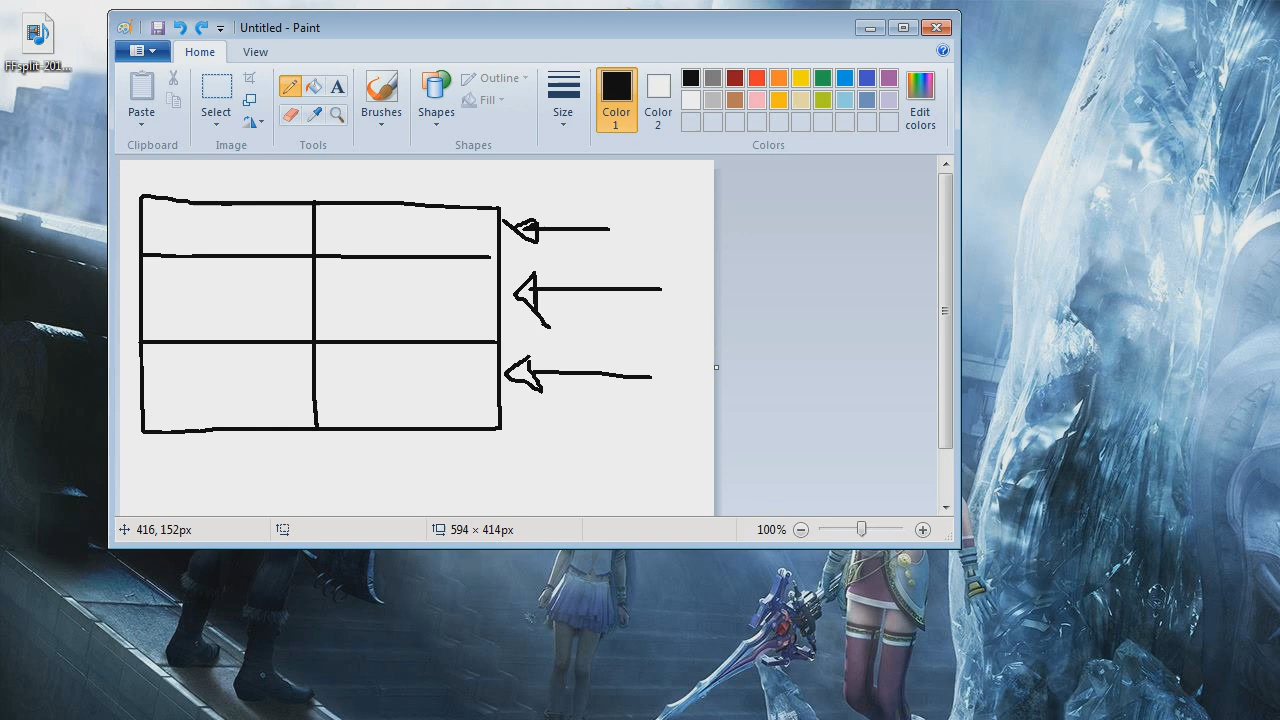 Untitled - Paint
FFsplit 201...
Home View
Paste
Select
Brushes
Shapes
Outline
Fill
Size
Color 1
Color 2
Edit colors
A
Clipboard
Image
Tools
Shapes
Colors
416, 152px
594 × 414px
100%